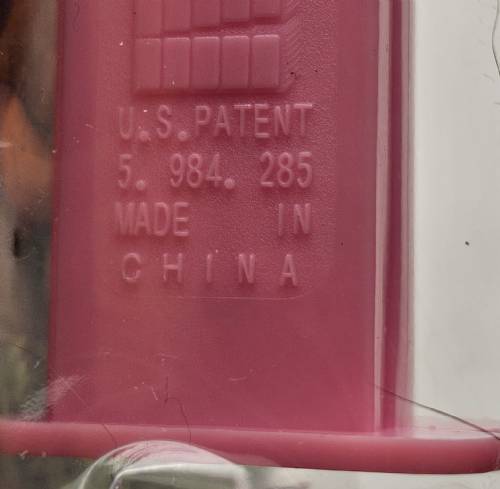 U.S. PATENT
5. 984. 285
MADE IN
CHINA